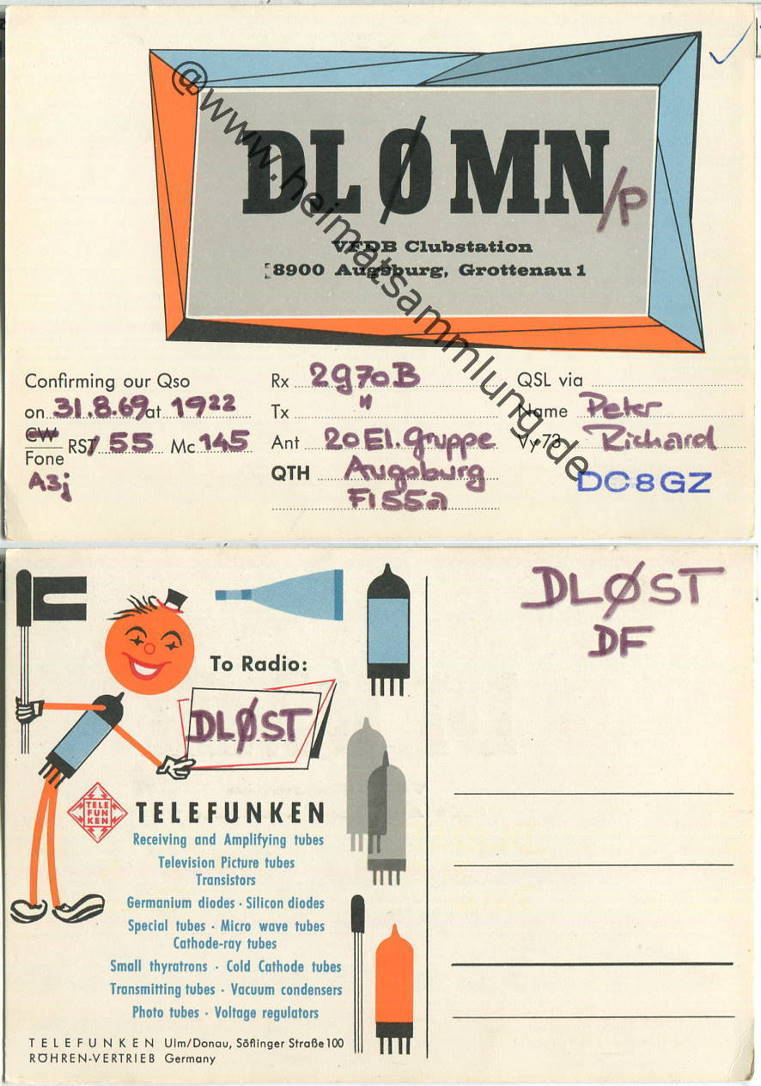 DLØMN/P
VFDB Clubstation
8900 Augsburg, Grottenau 1
@www.heimatsammlung.de
Confirming our Qso
on 31.8.69 at 1922
CW
Fone
RST 55 Mc 145
A3j
Rx 2g70B
Tx "
Ant 20 El. Gruppe
QTH Augsburg
FI55a
QSL via
Name Peter
Vy 73 Richard
DC8GZ
To Radio:
DLØST
TELE
FUN
KEN
TELEFUNKEN
Receiving and Amplifying tubes
Television Picture tubes
Transistors
Germanium diodes · Silicon diodes
Special tubes · Micro wave tubes
Cathode-ray tubes
Small thyratrons · Cold Cathode tubes
Transmitting tubes · Vacuum condensers
Photo tubes · Voltage regulators
TELEFUNKEN Ulm/Donau, Söflinger Straße 100
RÖHREN-VERTRIEB Germany
DLØST
DF